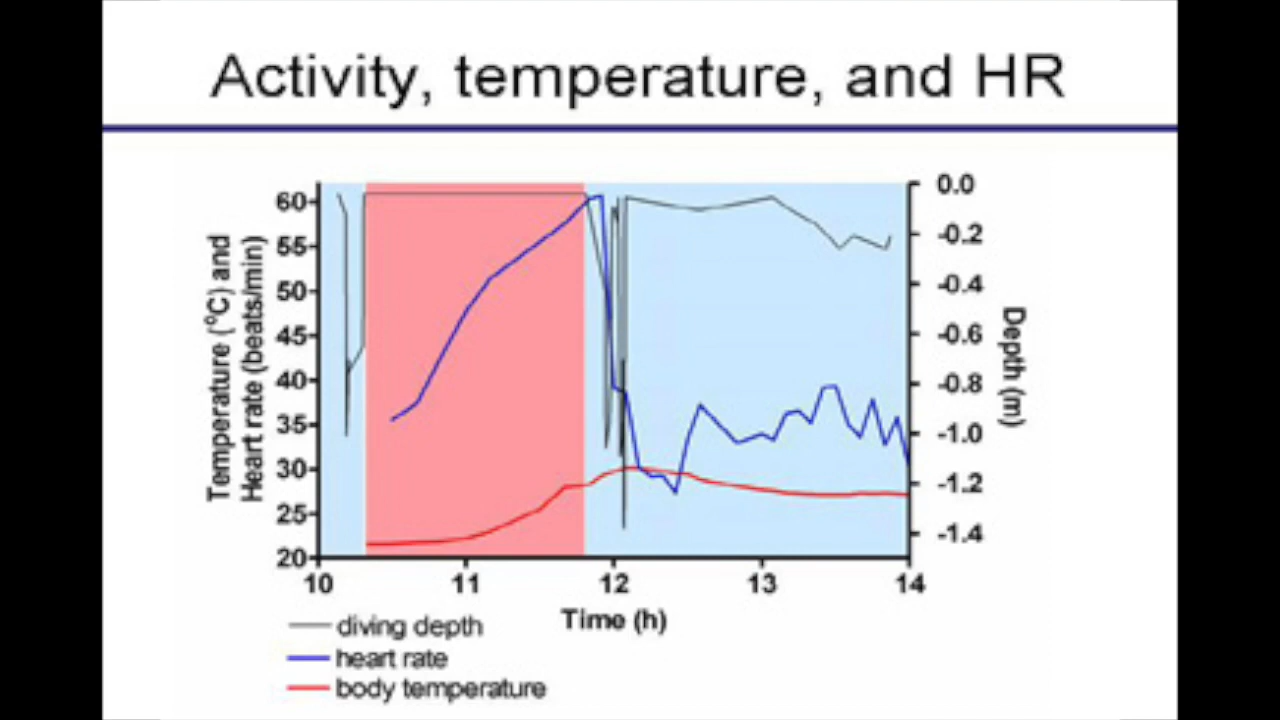 Activity, temperature, and HR
Temperature (°C) and
Heart rate (beats/min)
60
55
50
45
40
35
30
25
20
0.0
-0.2
-0.4
-0.6
-0.8
-1.0
-1.2
-1.4
Depth (m)
10 11 12 13 14
Time (h)
diving depth
heart rate
body temperature